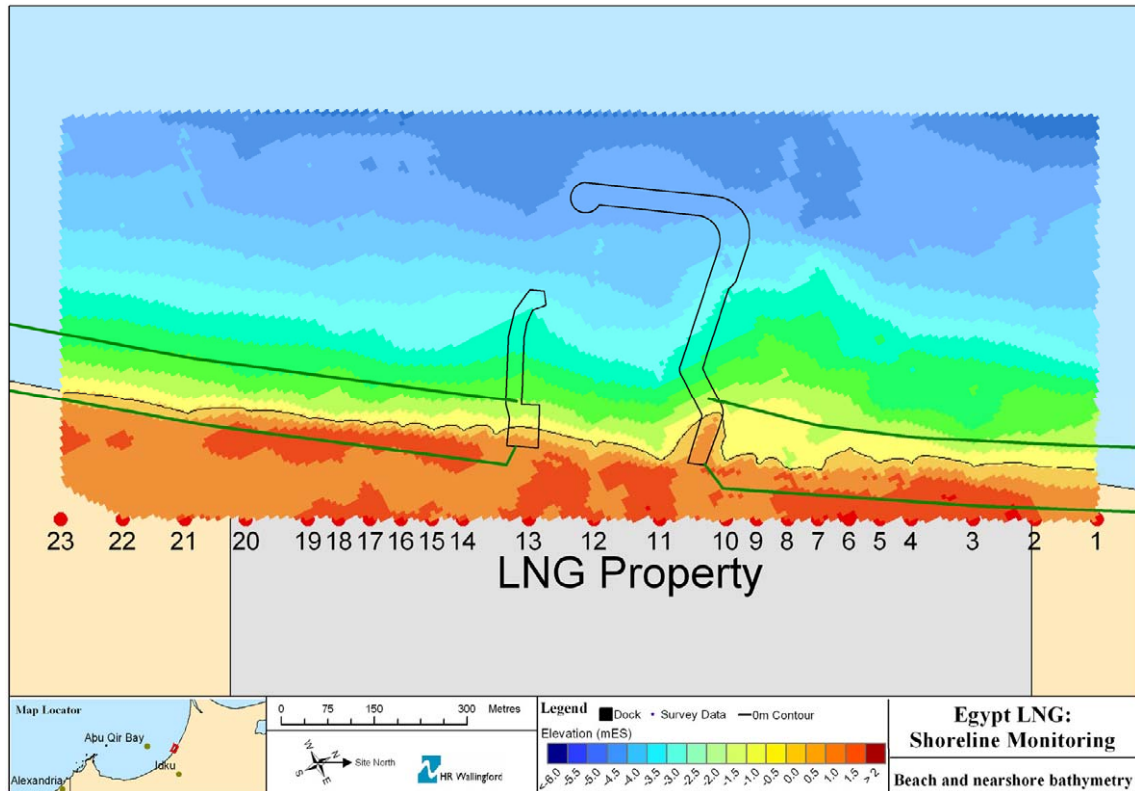 23 22 21 20 19 18 17 16 15 14 13 12 11 10 9 8 7 6 5 4 3 2 1
LNG Property
Map Locator
Abu Qir Bay
Idku
Alexandria
0 75 150 300 Metres
W N S E
Site North
HR Wallingford
Legend Dock Survey Data 0m Contour
Elevation (mES)
<-6.0 -5.5 -5.0 -4.5 -4.0 -3.5 -3.0 -2.5 -2.0 -1.5 -1.0 -0.5 0.0 0.5 1.0 1.5 > 2
Egypt LNG:
Shoreline Monitoring
Beach and nearshore bathymetry